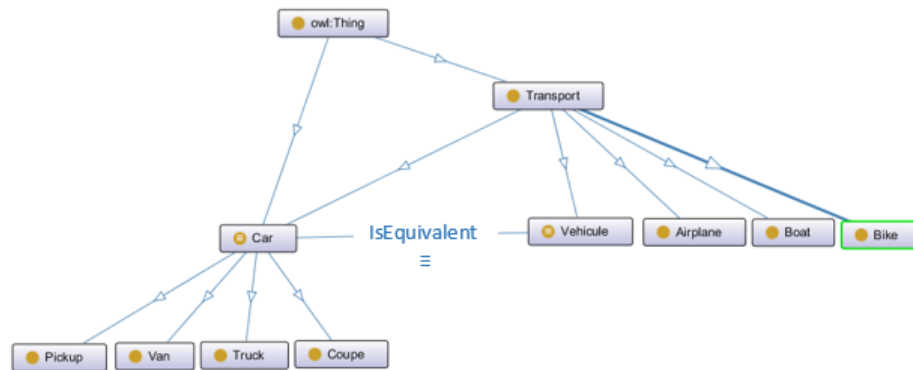 owl:Thing
Transport
Car
IsEquivalent
≡
Vehicule
Airplane
Boat
Bike
Pickup
Van
Truck
Coupe